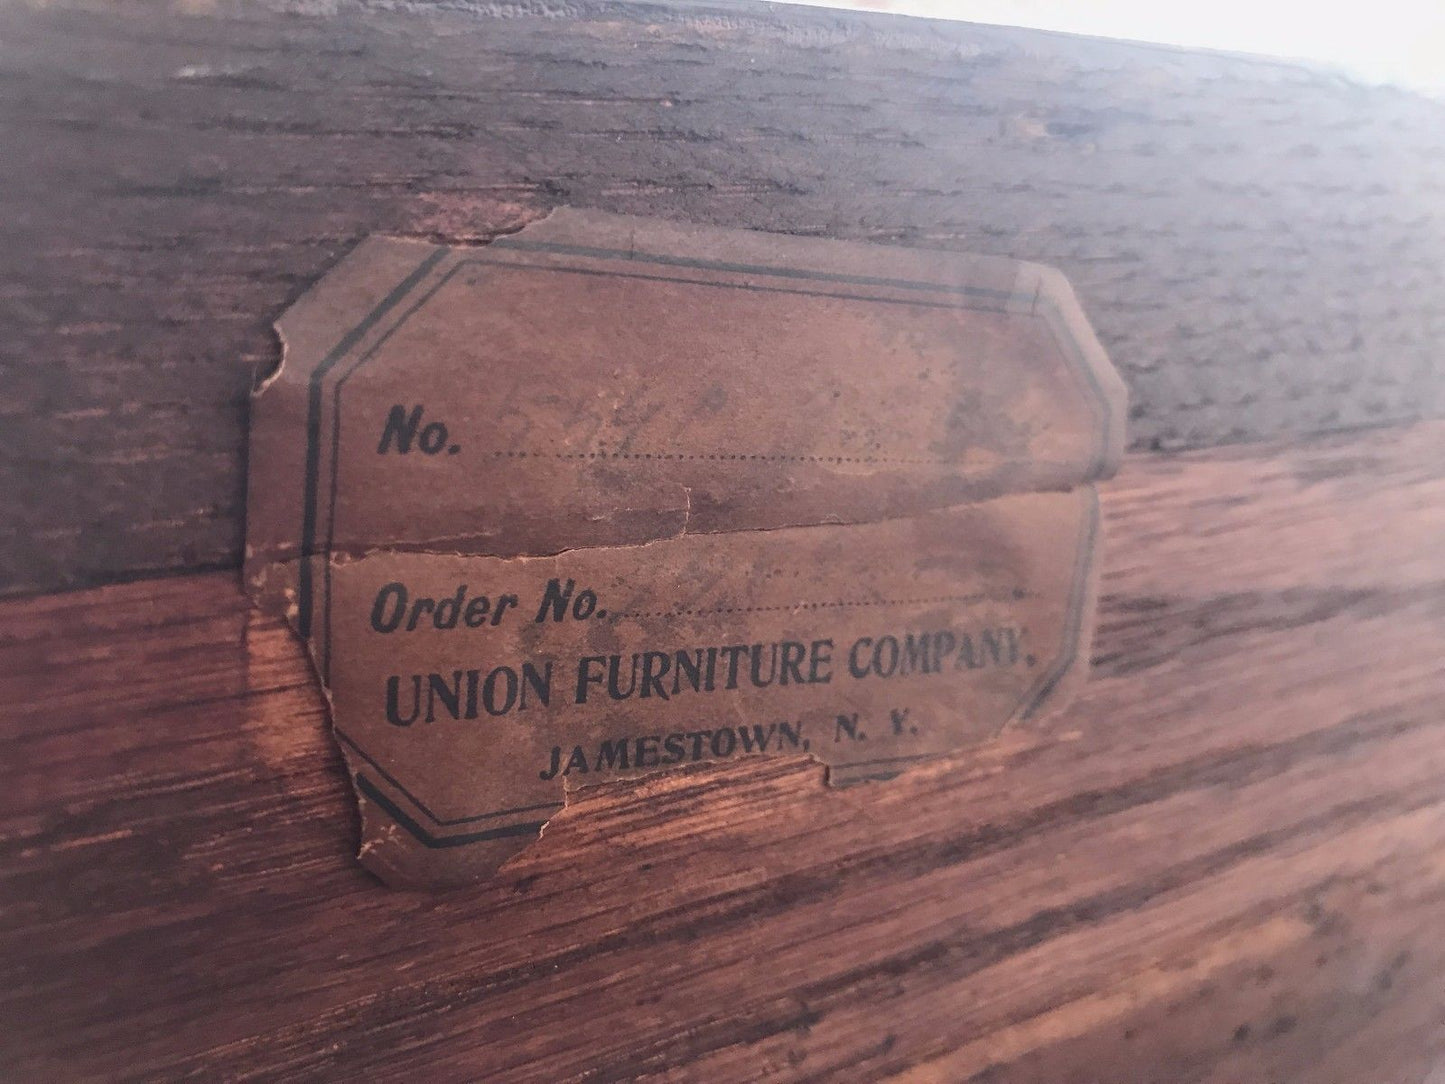 No.
Order No.
UNION FURNITURE COMPANY.
JAMESTOWN, N. Y.